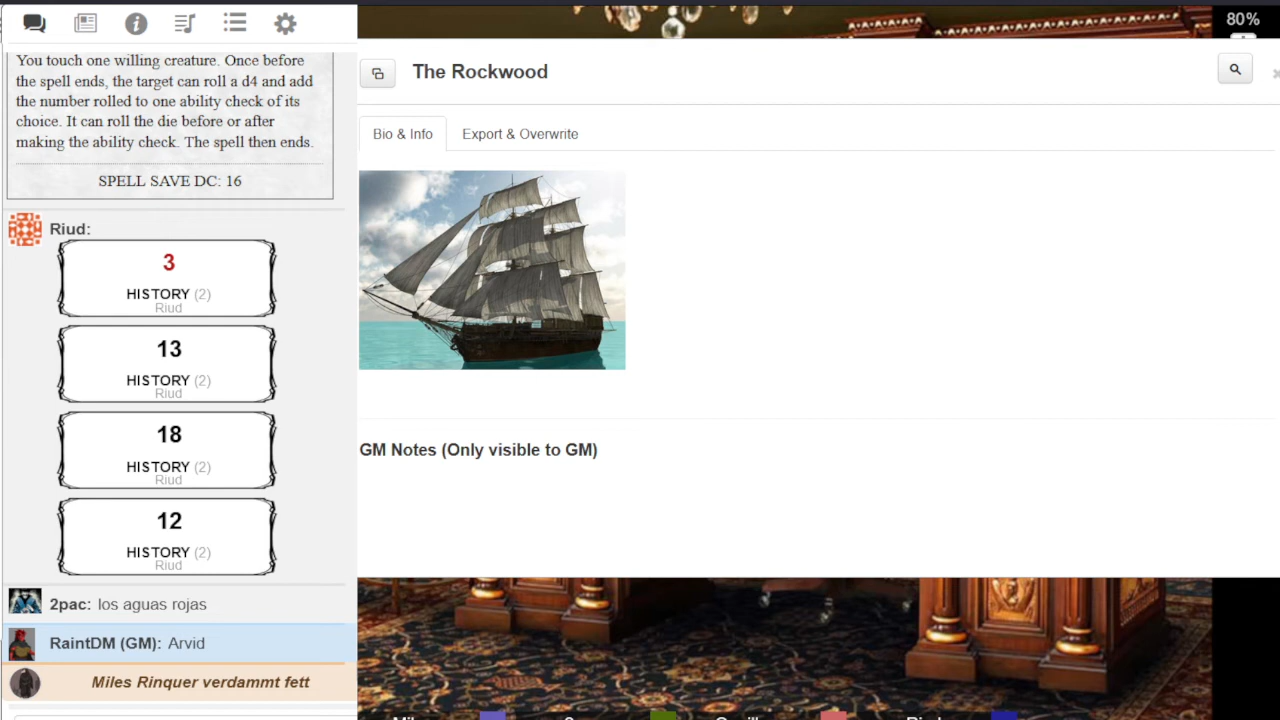 You touch one willing creature. Once before
the spell ends, the target can roll a d4 and add
the number rolled to one ability check of its
choice. It can roll the die before or after
making the ability check. The spell then ends.
SPELL SAVE DC: 16
Riud:
3
HISTORY (2)
Riud
13
HISTORY (2)
Riud
18
HISTORY (2)
Riud
12
HISTORY (2)
Riud
2pac: los aguas rojas
RaintDM (GM): Arvid
Miles Rinquer verdammt fett
The Rockwood
Bio & Info
Export & Overwrite
GM Notes (Only visible to GM)
80%